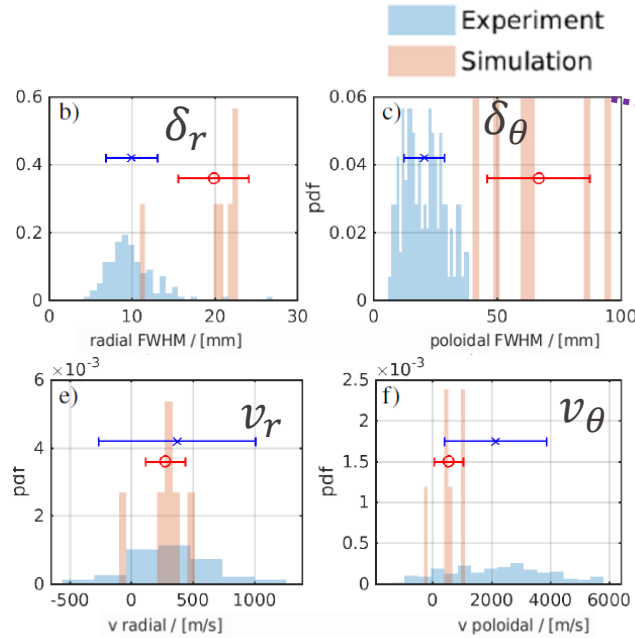 Experiment
Simulation
b)
δr
pdf
0.6
0.4
0.2
0
0 10 20 30
radial FWHM / [mm]
c)
δθ
pdf
0.06
0.04
0.02
0
0 50 100
poloidal FWHM / [mm]
×10⁻³
e)
vr
pdf
6
4
2
0
-500 0 500 1000
v radial / [m/s]
×10⁻³
f)
vθ
pdf
2.5
2
1.5
1
0.5
0
0 2000 4000 6000
v poloidal / [m/s]